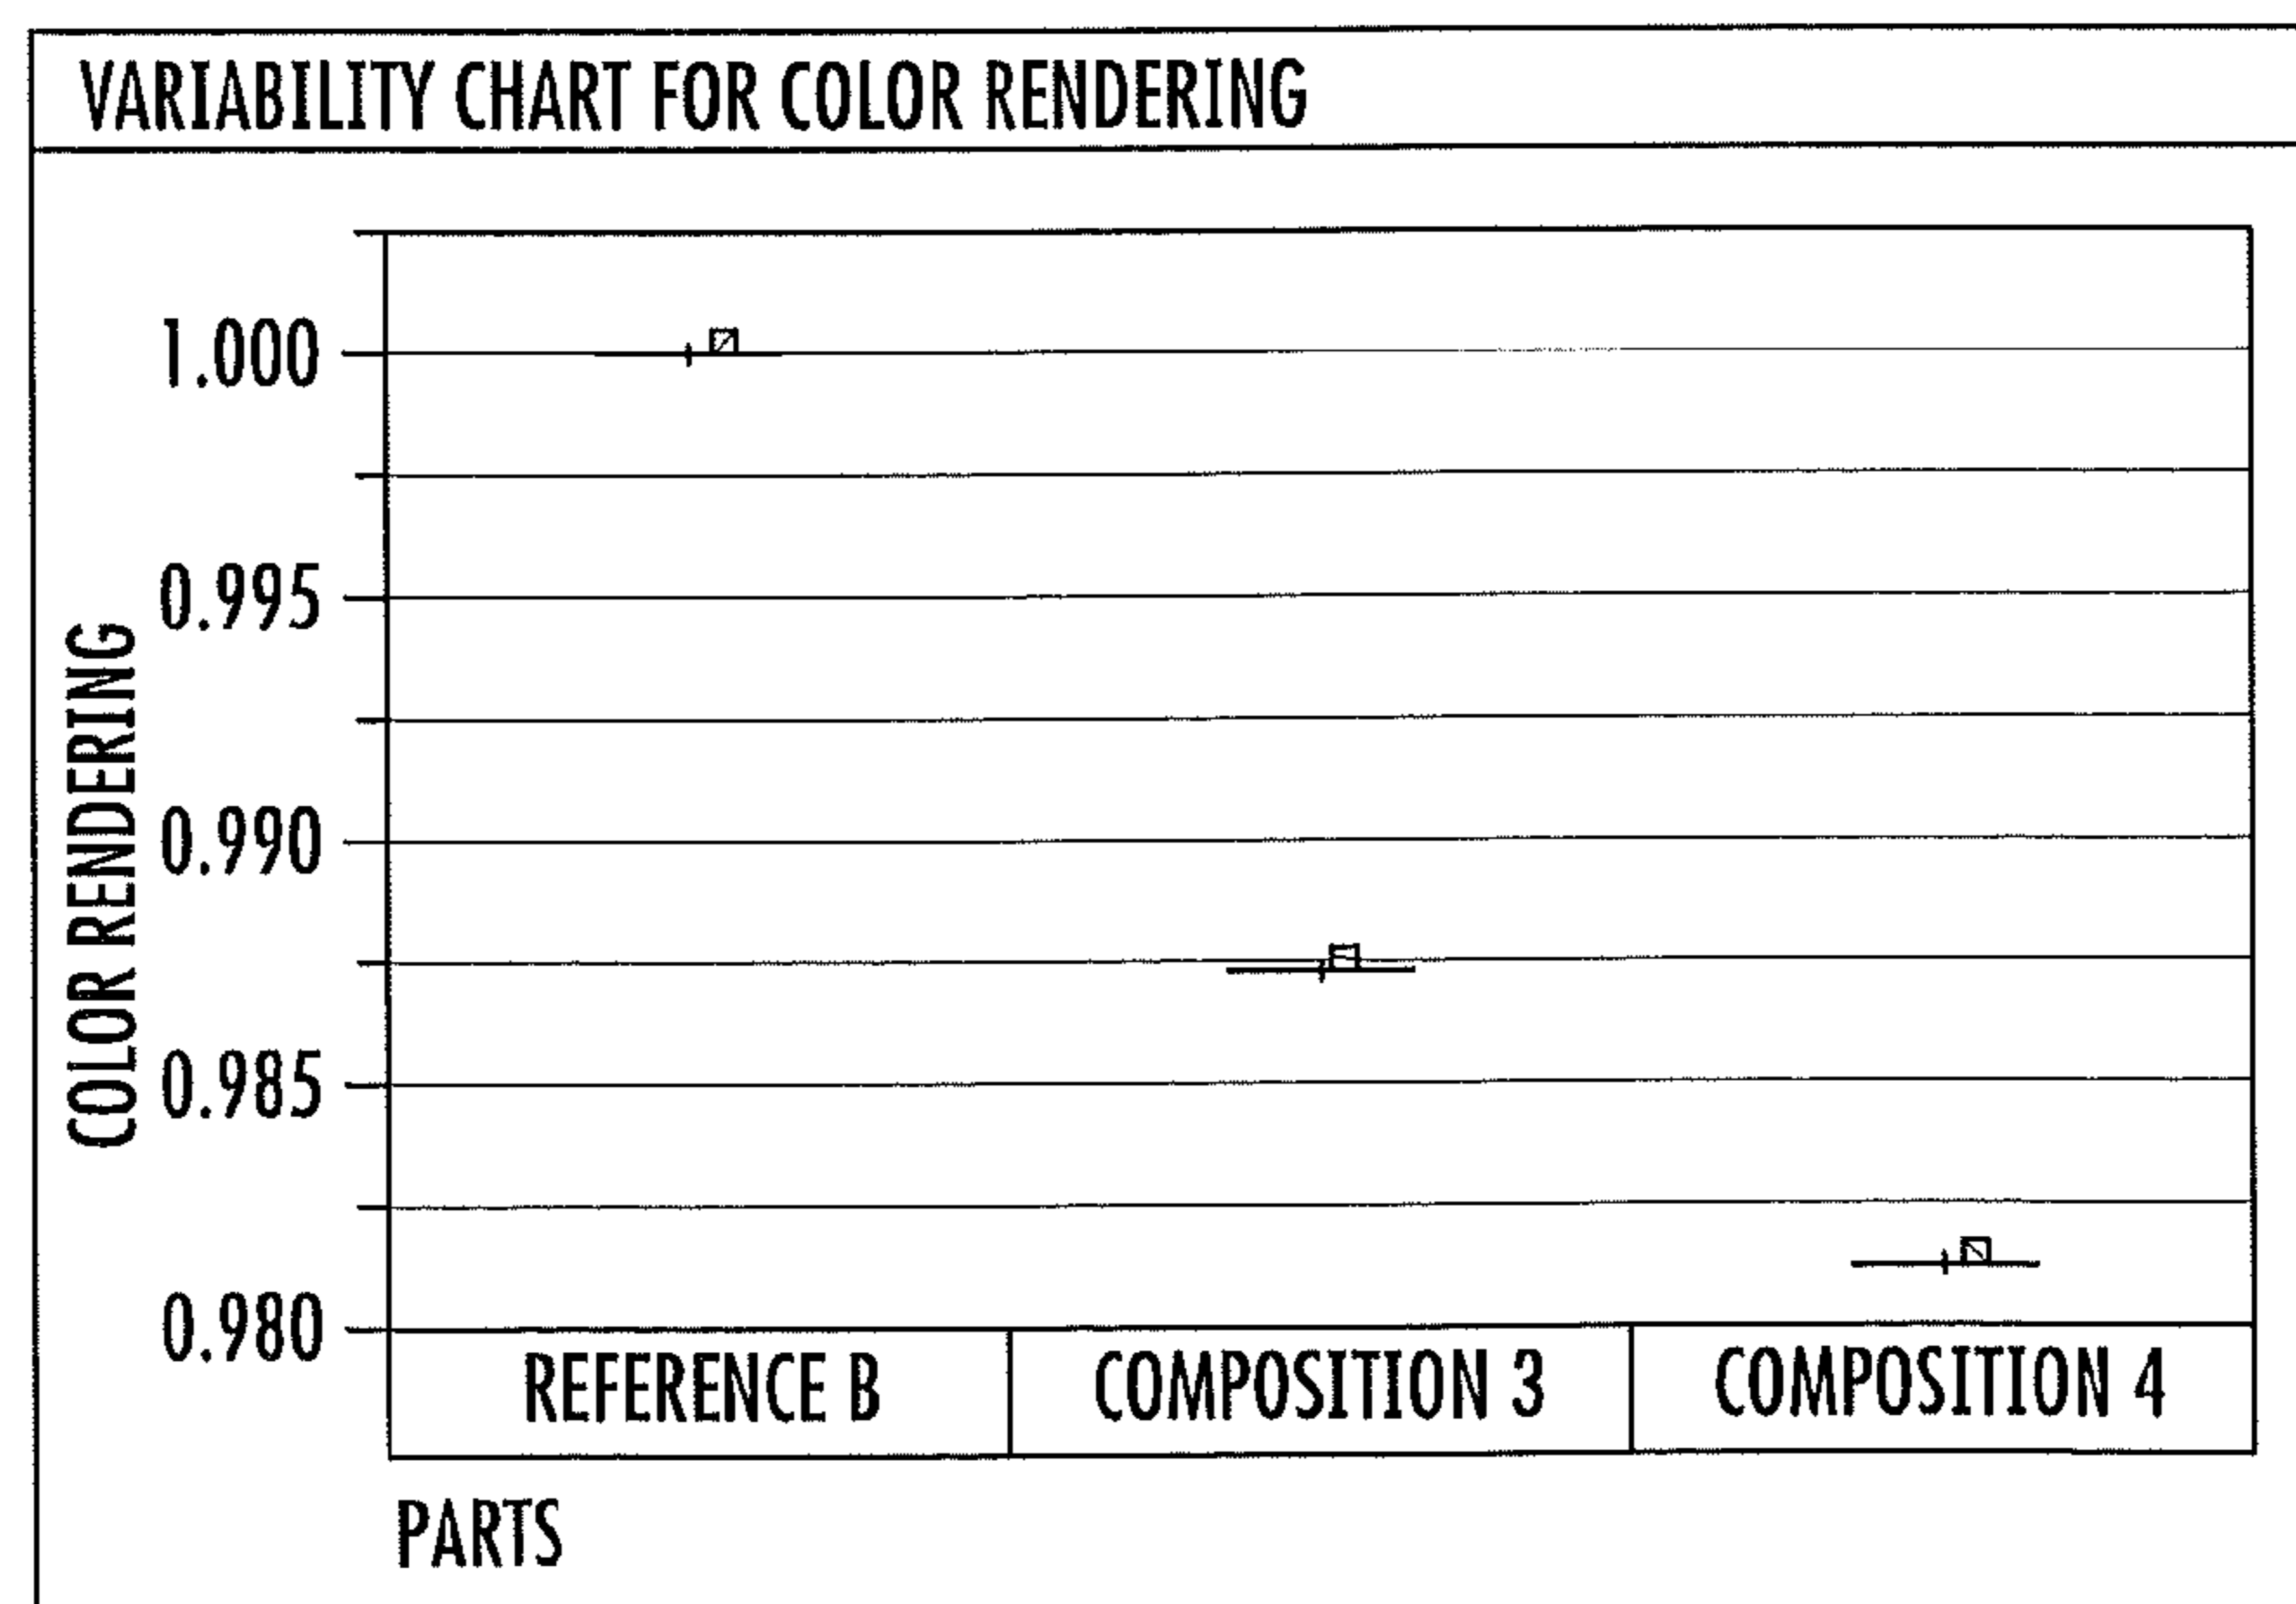 VARIABILITY CHART FOR COLOR RENDERING
COLOR RENDERING
1.000
0.995
0.990
0.985
0.980
REFERENCE B
COMPOSITION 3
COMPOSITION 4
PARTS